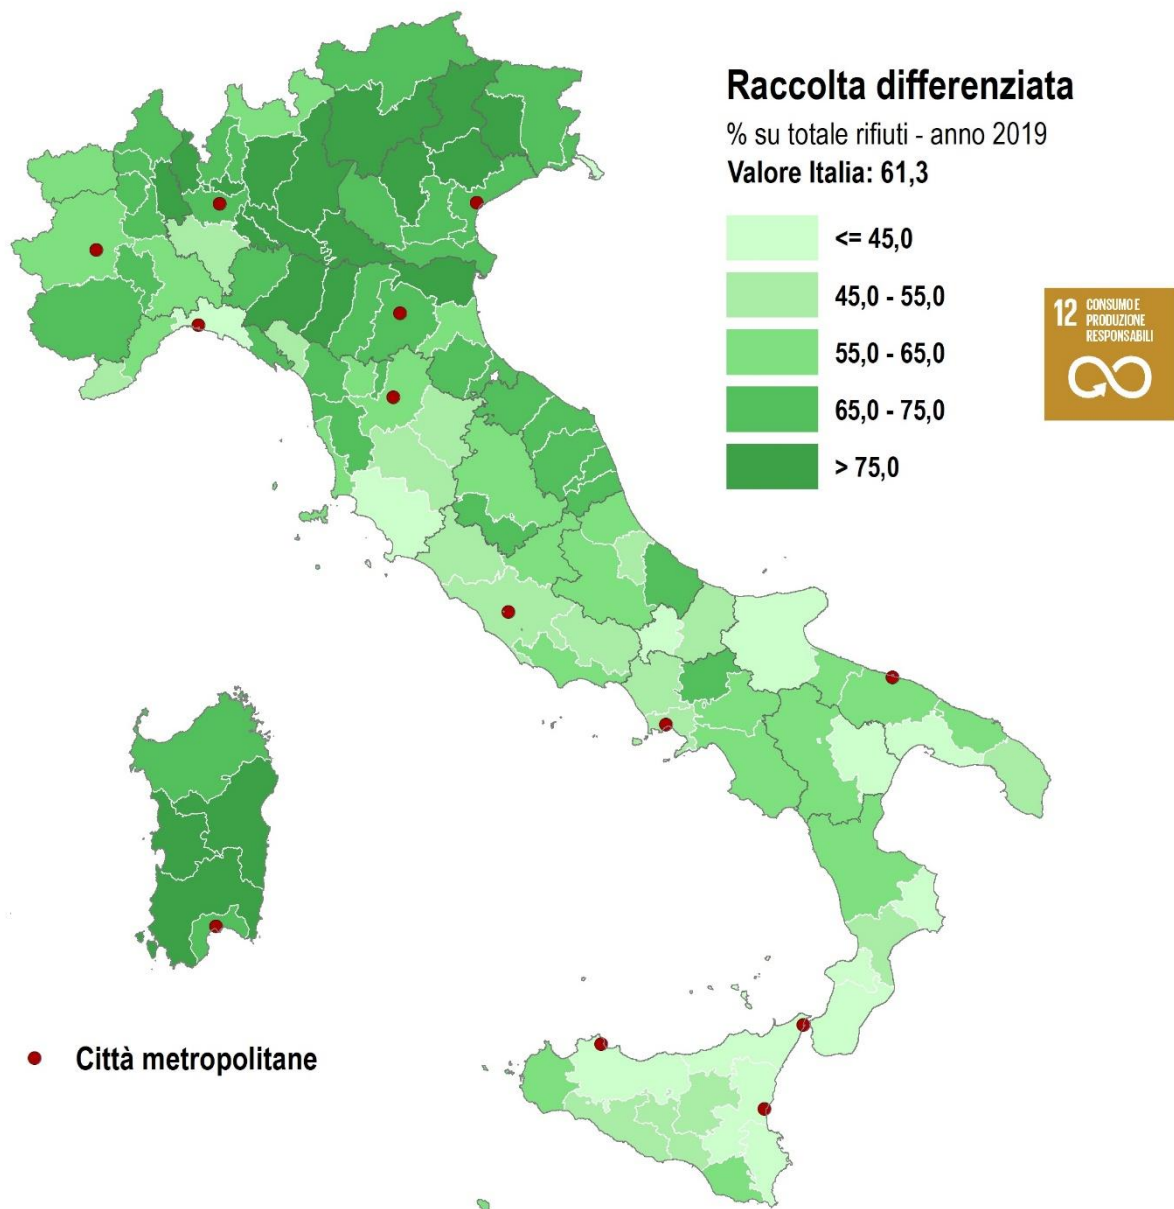 Raccolta differenziata
% su totale rifiuti - anno 2019
Valore Italia: 61,3
<= 45,0
45,0 - 55,0
55,0 - 65,0
65,0 - 75,0
> 75,0
12 CONSUMO E
PRODUZIONE
RESPONSABILI
Città metropolitane